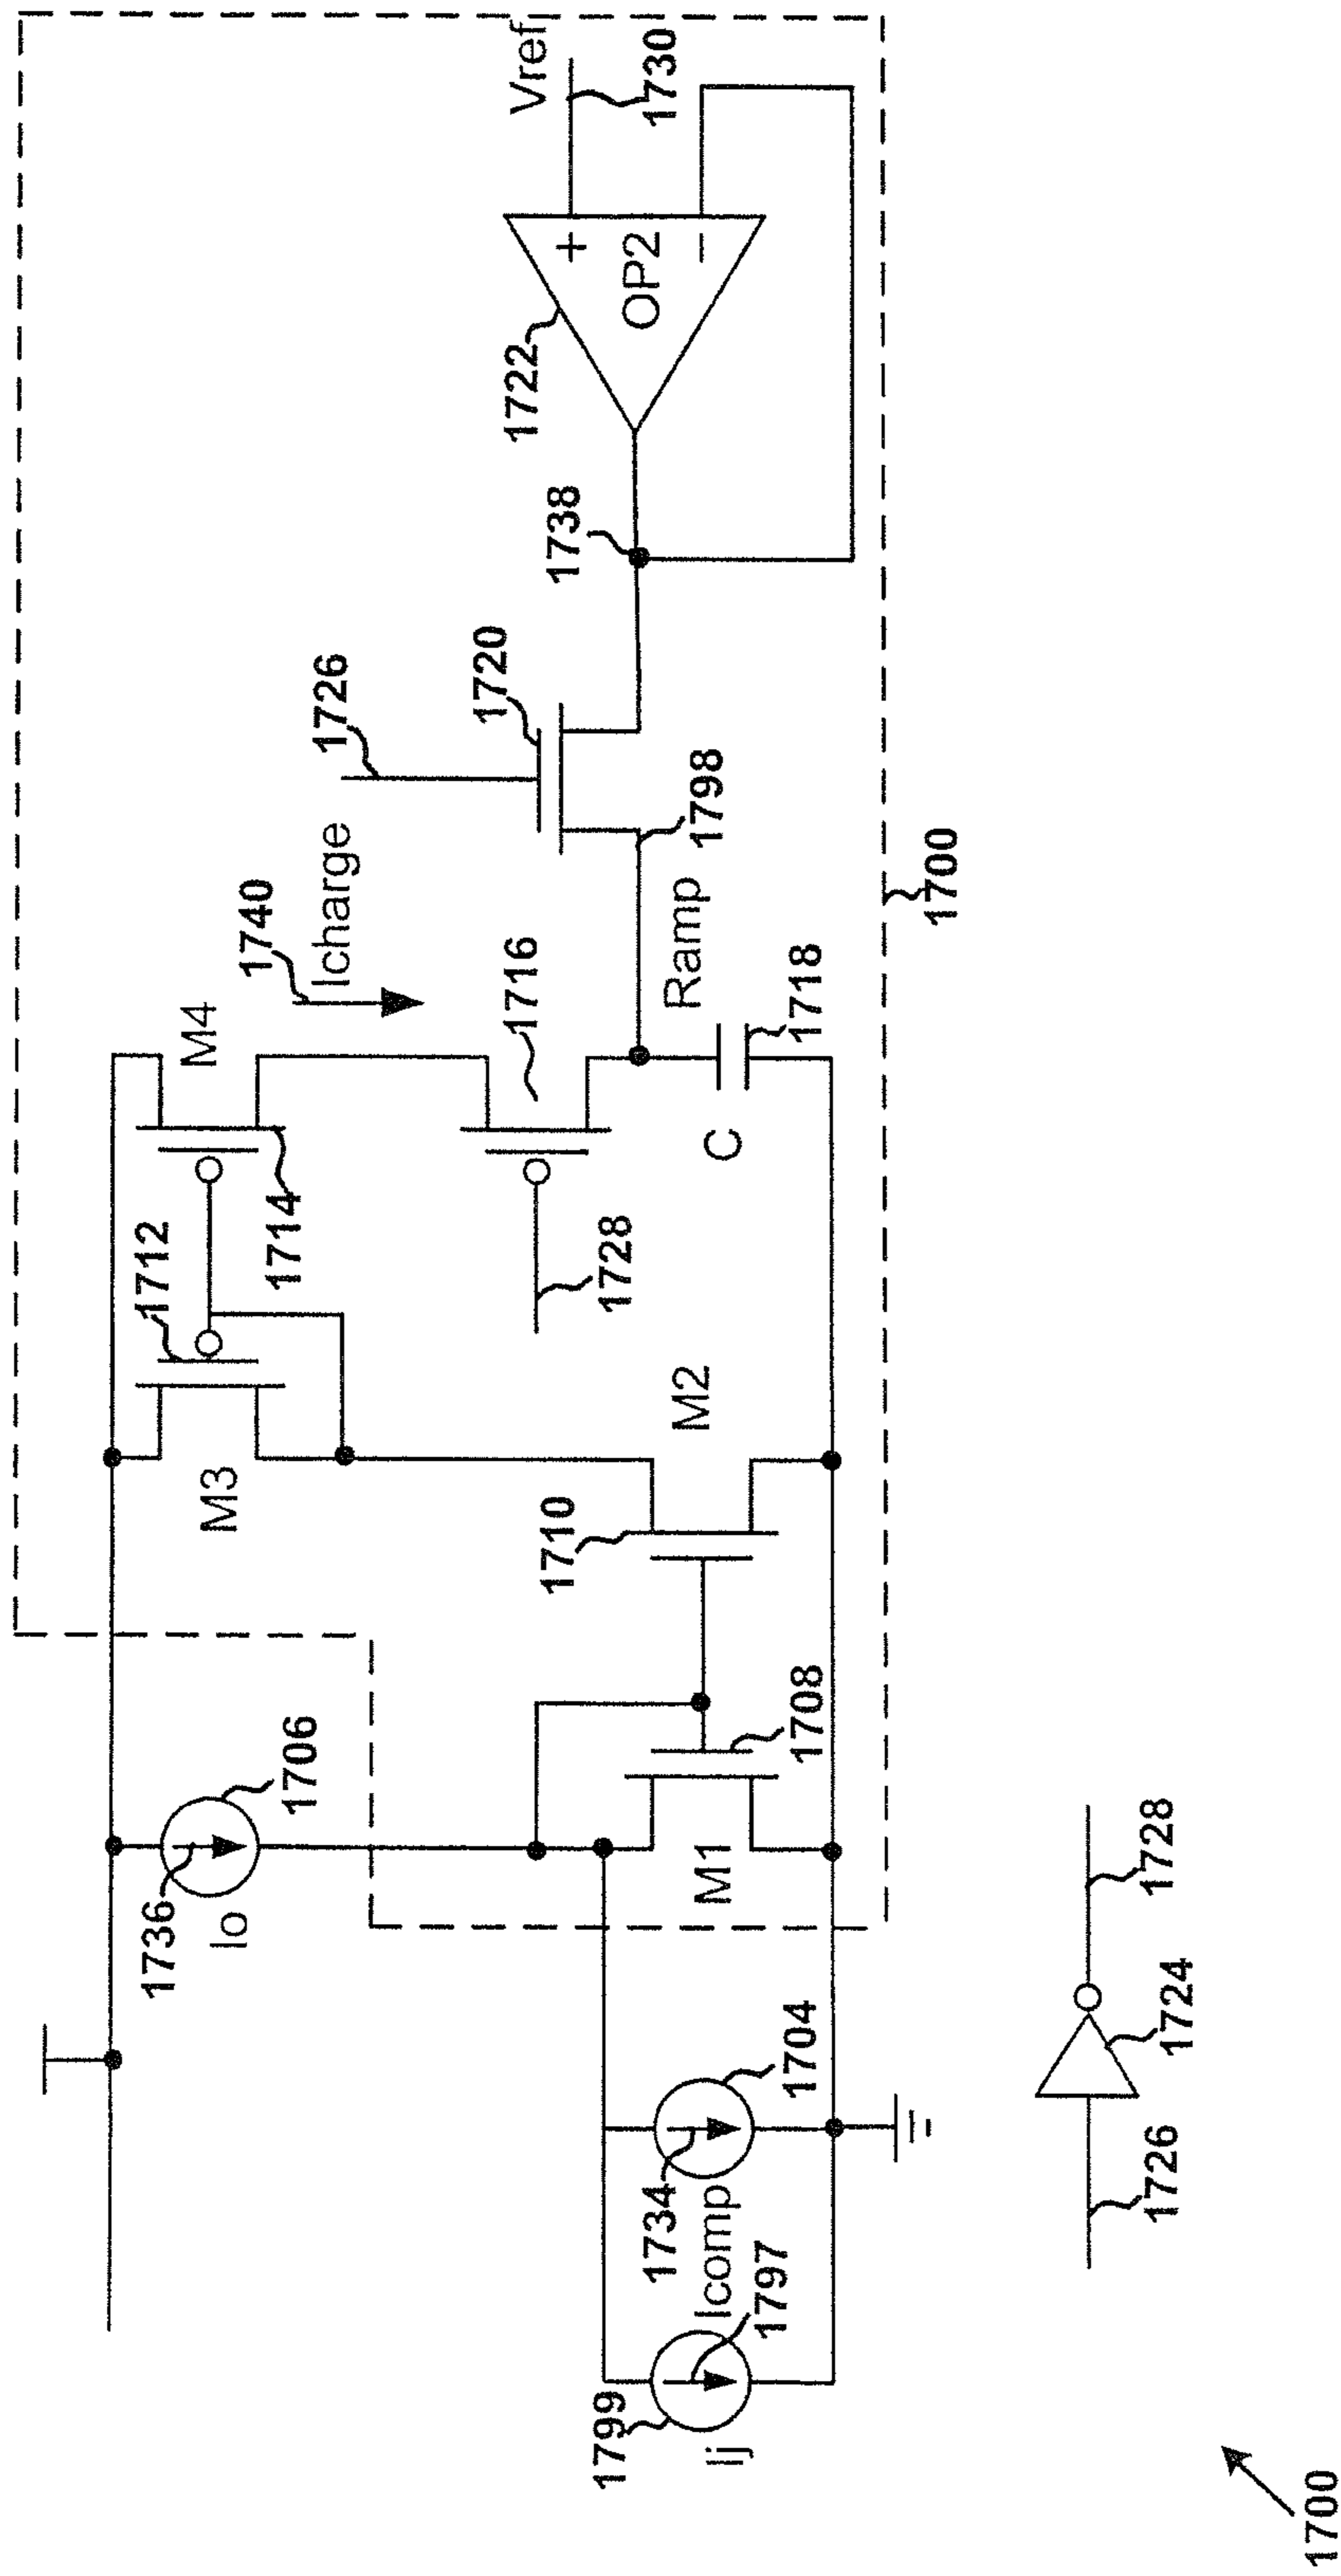 1736
Io
1706
M3
1712
1714
M4
1740
Icharge
1726
1716
1728
1720
1738
1722
Vref
1730
+
OP2
−
1798
Ramp
C
1718
1710
M2
1708
M1
1799
Ij
1797
Icomp
1734
1704
1700
1726
1724
1728
1700